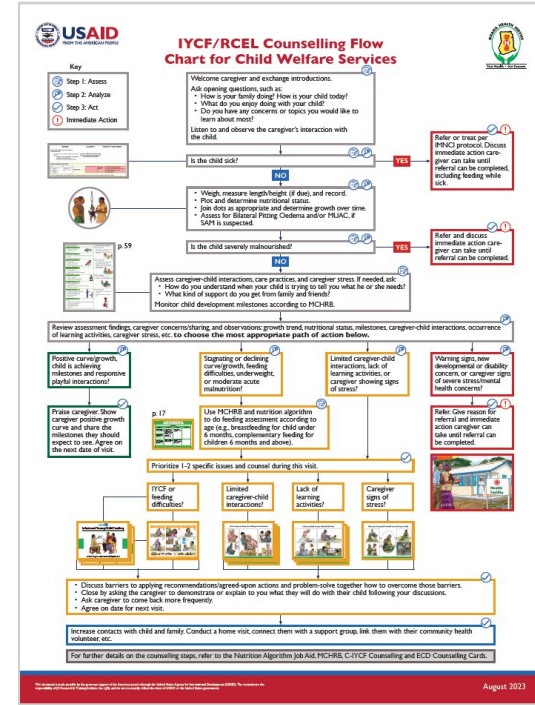 USAID
FROM THE AMERICAN PEOPLE
IYCF/RCEL Counselling Flow
Chart for Child Welfare Services
GHANA HEALTH SERVICE
Key
Step 1: Assess
Step 2: Analyze
Step 3: Act
Immediate Action
Welcome caregiver and exchange introductions.
Ask opening questions, such as:
• How is your family doing? How is your child today?
• What do you enjoy doing with your child?
• Do you have any concerns or topics you would like to
learn about most?
Listen to and observe the caregiver's interaction with
the child.
Is the child sick?
YES
Refer or treat per
IMNCI protocol. Discuss
immediate action care-
giver can take until
referral can be completed,
including feeding while
sick.
NO
• Weigh, measure length/height (if due), and record.
• Plot and determine nutritional status.
• Join dots as appropriate and determine growth over time.
• Assess for Bilateral Pitting Oedema and/or MUAC, if
SAM is suspected.
p. 59
Is the child severely malnourished?
YES
Refer and discuss
immediate action care-
giver can take until
referral can be completed.
NO
Assess caregiver-child interactions, care practices, and caregiver stress. If needed, ask:
• How do you understand when your child is trying to tell you what he or she needs?
• What kind of support do you get from family and friends?
Monitor child development milestones according to MCHRB.
Review assessment findings, caregiver concerns/sharing, and observations: growth trend, nutritional status, milestones, caregiver-child interactions, occurrence
of learning activities, caregiver stress, etc. to choose the most appropriate path of action below.
Positive curve/growth,
child is achieving
milestones and responsive
playful interactions?
Stagnating or declining
curve/growth, feeding
difficulties, underweight,
or moderate acute
malnutrition?
Limited caregiver-child
interactions, lack of
learning activities, or
caregiver showing signs
of stress?
Warning signs, new
developmental or disability
concern, or caregiver signs
of severe stress/mental
health concerns?
Praise caregiver. Show
caregiver positive growth
curve and share the
milestones they should
expect to see. Agree on
the next date of visit.
p. 17
Use MCHRB and nutrition algorithm
to do feeding assessment according to
age (e.g., breastfeeding for child under
6 months, complementary feeding for
children 6 months and above).
Refer. Give reason for
referral and immediate
action caregiver can
take until referral can
be completed.
Prioritize 1-2 specific issues and counsel during this visit.
Health
Facility
IYCF or
feeding
difficulties?
Limited
caregiver-child
interactions?
Lack of
learning
activities?
Caregiver
signs of
stress?
• Discuss barriers to applying recommendations/agreed-upon actions and problem-solve together how to overcome those barriers.
• Close by asking the caregiver to demonstrate or explain to you what they will do with their child following your discussions.
• Ask caregiver to come back more frequently.
• Agree on date for next visit.
Increase contacts with child and family. Conduct a home visit, connect them with a support group, link them with their community health
volunteer, etc.
For further details on the counselling steps, refer to the Nutrition Algorithm Job Aid, MCHRB, C-IYCF Counselling and ECD Counselling Cards.
August 2023